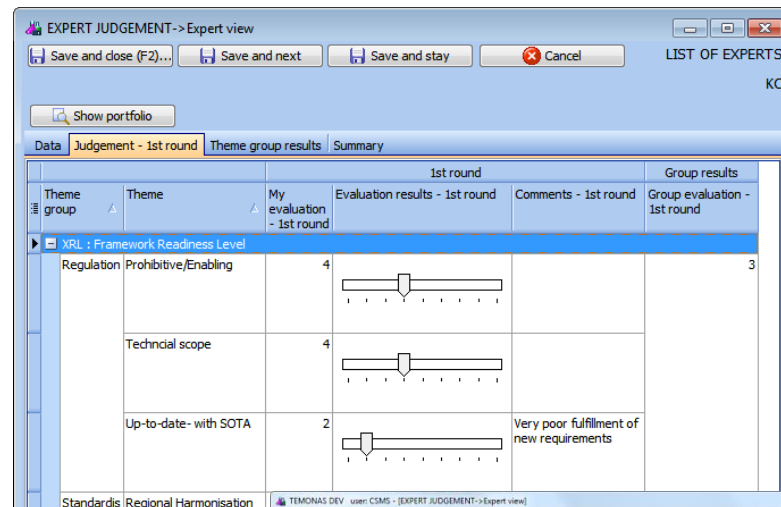 EXPERT JUDGEMENT->Expert view
Save and close (F2)... Save and next Save and stay Cancel LIST OF EXPERTS
KC
Show portfolio
Data Judgement - 1st round Theme group results Summary
1st round Group results
Theme group Theme My evaluation - 1st round Evaluation results - 1st round Comments - 1st round Group evaluation - 1st round
XRL : Framework Readiness Level
Regulation Prohibitive/Enabling 4 3
Techncial scope 4
Up-to-date- with SOTA 2 Very poor fulfillment of
new requirements
Standardis Regional Harmonisation
TEMONAS DEV user: CSMS - [EXPERT JUDGEMENT->Expert view]